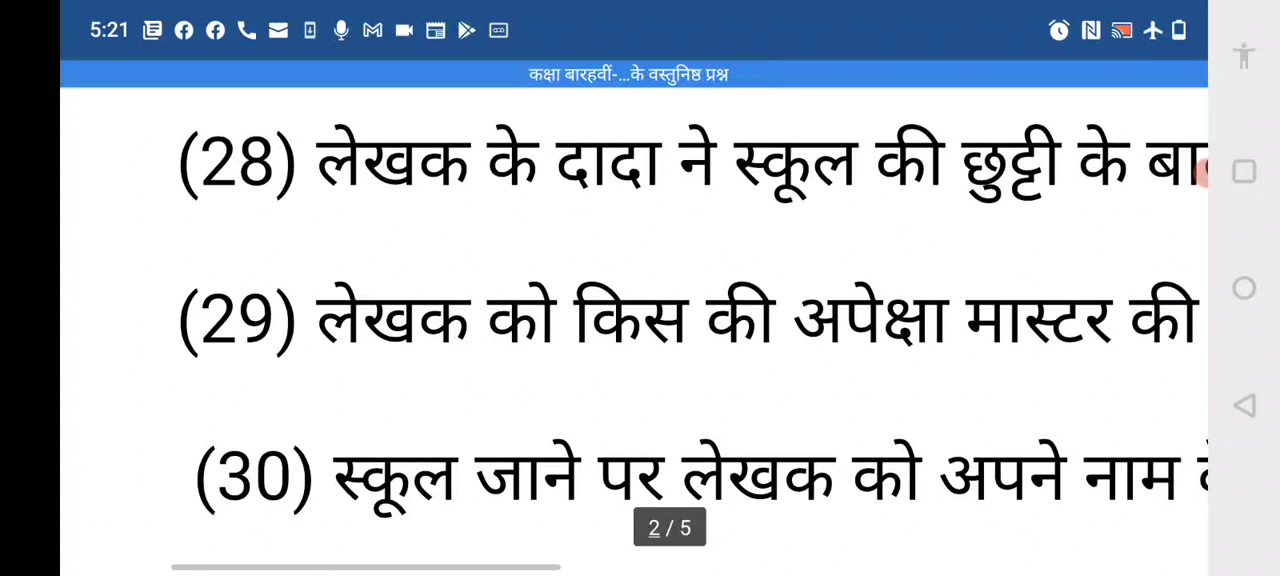 5:21
कक्षा बारहवीं-...के वस्तुनिष्ठ प्रश्न
(28) लेखक के दादा ने स्कूल की छुट्टी के
(29) लेखक को किस की अपेक्षा मास्टर की
(30) स्कूल जाने पर लेखक को अपने नाम
2 / 5